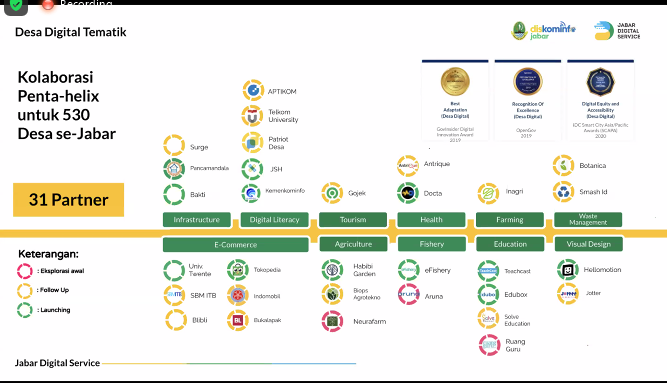 Recording
Desa Digital Tematik
diskominfo
jabar
JABAR
DIGITAL
SERVICE
Kolaborasi
Penta-helix
untuk 530
Desa se-Jabar
31 Partner
Best
Adaptation
(Desa Digital)
GovInsider Digital
Innovation Award
2019
Recognition Of
Excellence
(Desa Digital)
OpenGov
2019
Digital Equity and
Accessibility
(Desa Digital)
IDC Smart City Asia/Pacific
Awards (SCAPA)
2020
Surge
Pancamandala
Bakti
APTIKOM
Telkom
University
Patriot
Desa
JSH
Kemenkominfo
Gojek
Antrique
Docta
Inagri
Botanica
Smash Id
Infrastructure
Digital Literacy
Tourism
Health
Farming
Waste
Management
E-Commerce
Agriculture
Fishery
Education
Visual Design
Univ.
Twente
SBM ITB
Blibli
Tokopedia
Indomobil
Bukalapak
Habibi
Garden
Biops
Agrotekno
Neurafarm
eFishery
Aruna
Teachcast
Edubox
Solve
Education
Ruang
Guru
Hellomotion
Jotter
Keterangan:
: Eksplorasi awal
: Follow Up
: Launching
Jabar Digital Service